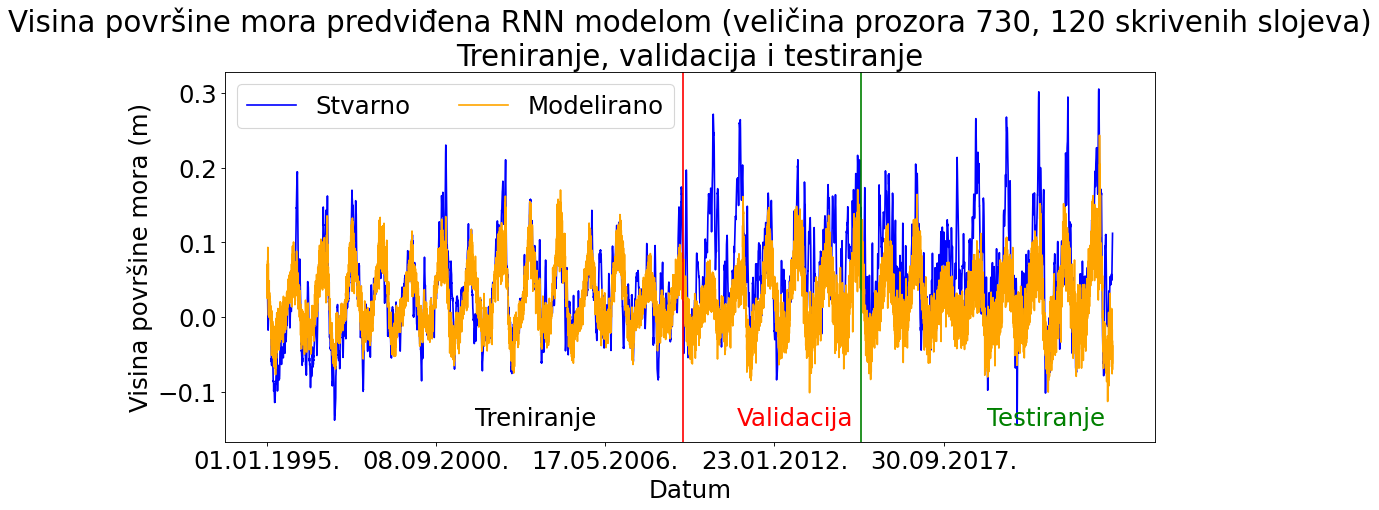 Visina površine mora predviđena RNN modelom (veličina prozora 730, 120 skrivenih slojeva)
Treniranje, validacija i testiranje
Stvarno Modelirano
Visina površine mora (m)
0.3
0.2
0.1
0.0
−0.1
Treniranje Validacija Testiranje
01.01.1995. 08.09.2000. 17.05.2006. 23.01.2012. 30.09.2017.
Datum